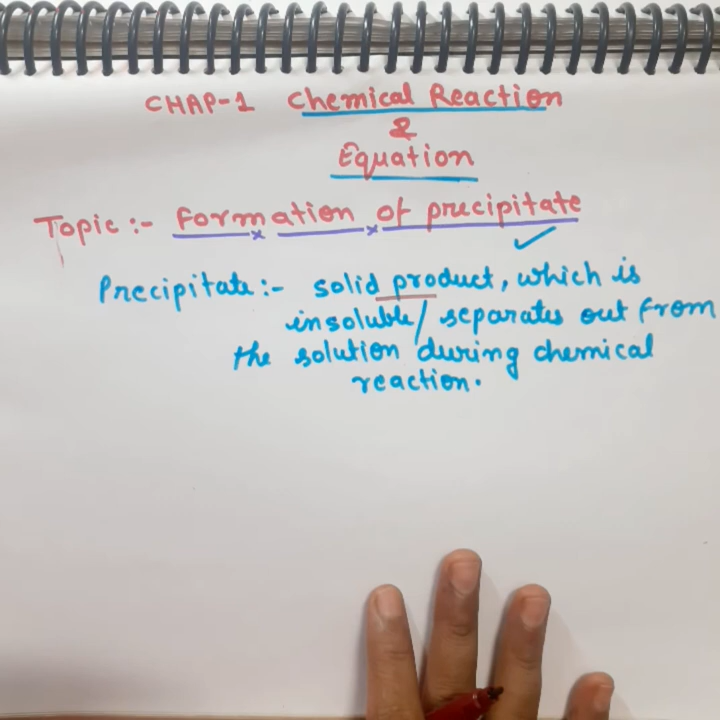 CHAP-1 Chemical Reaction
&
Equation
Topic :- Formation of precipitate
Precipitate :- solid product, which is
insoluble/ separates out from
the solution during chemical
reaction.